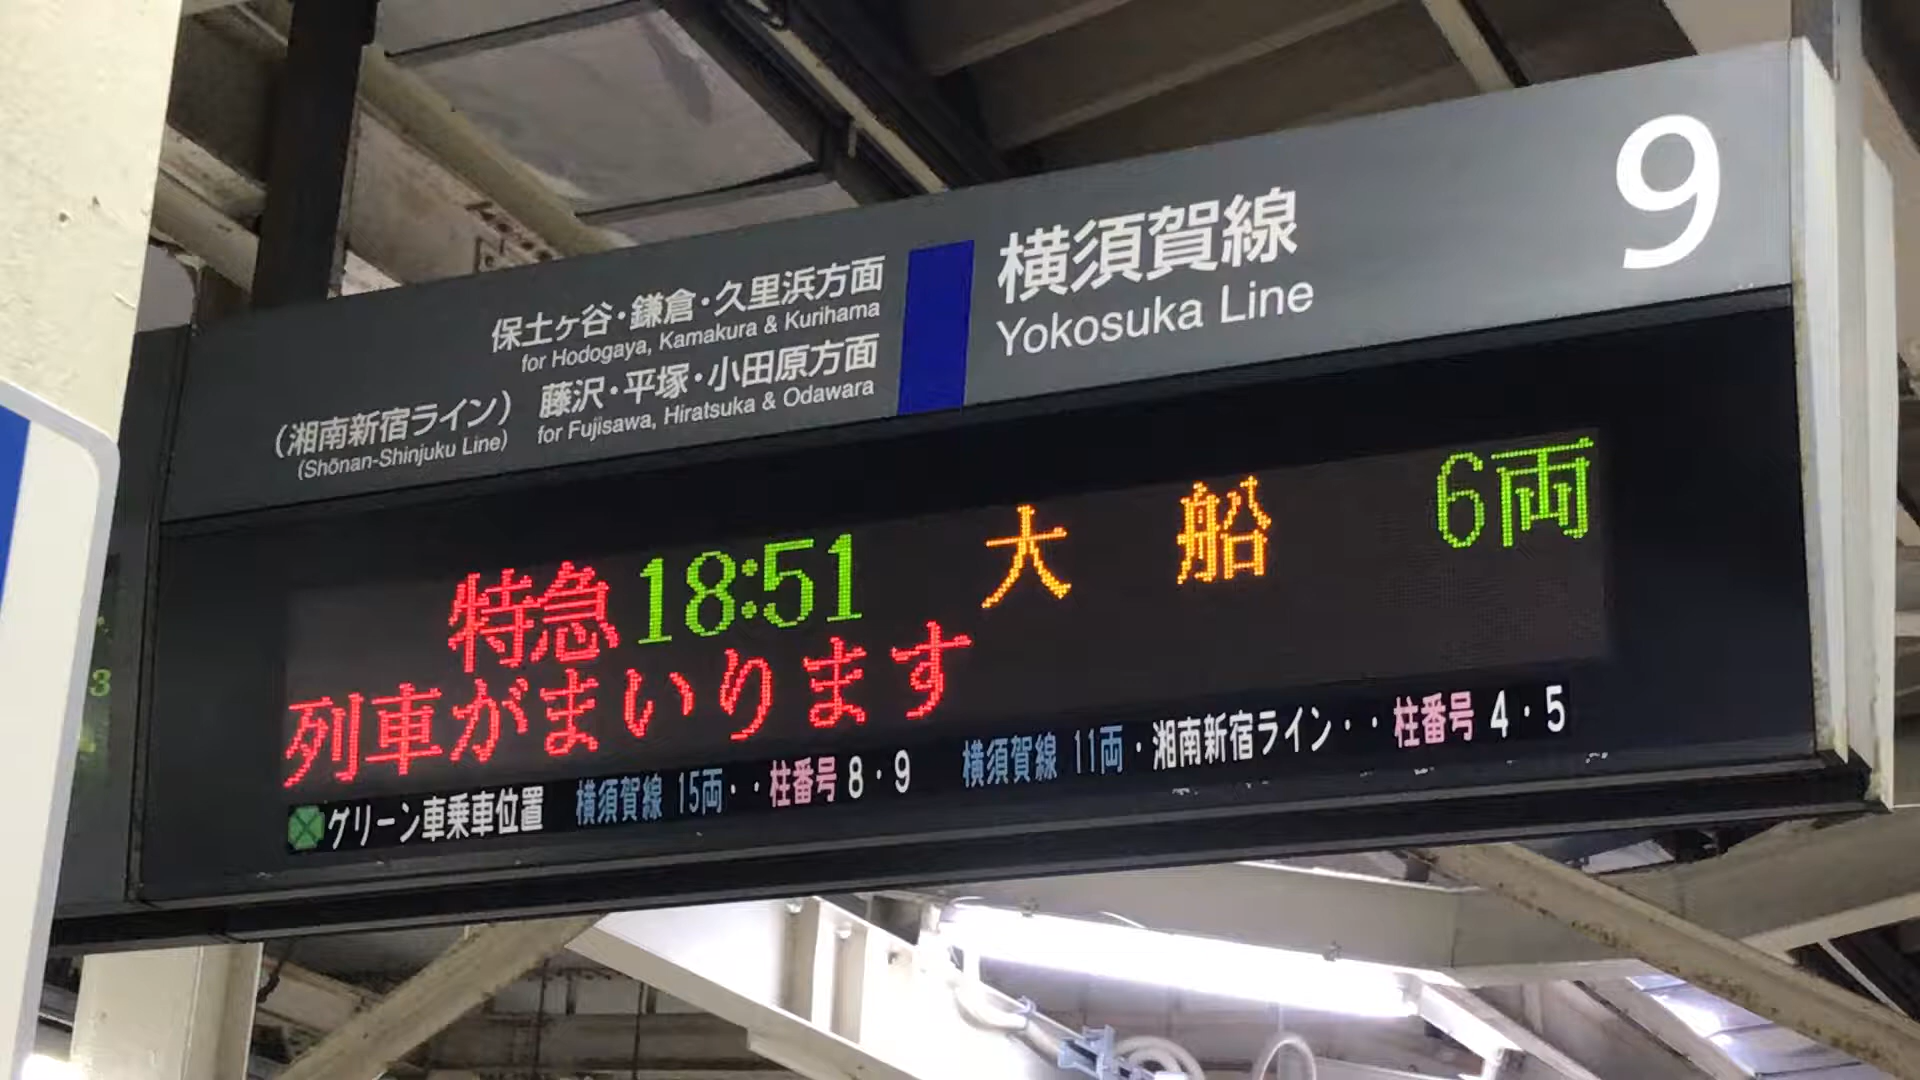 保土ヶ谷・鎌倉・久里浜方面
for Hodogaya, Kamakura & Kurihama
(湘南新宿ライン) 藤沢・平塚・小田原方面
(Shōnan-Shinjuku Line) for Fujisawa, Hiratsuka & Odawara
横須賀線
Yokosuka Line
9
特急 18:51 大船 6両
列車がまいります
グリーン車乗車位置 横須賀線 15両・・柱番号 8・9 横須賀線 11両・湘南新宿ライン・・柱番号 4・5
3